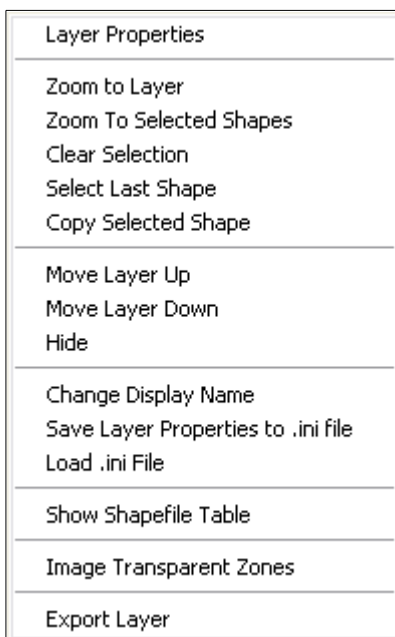 Layer Properties
Zoom to Layer
Zoom To Selected Shapes
Clear Selection
Select Last Shape
Copy Selected Shape
Move Layer Up
Move Layer Down
Hide
Change Display Name
Save Layer Properties to .ini file
Load .ini File
Show Shapefile Table
Image Transparent Zones
Export Layer